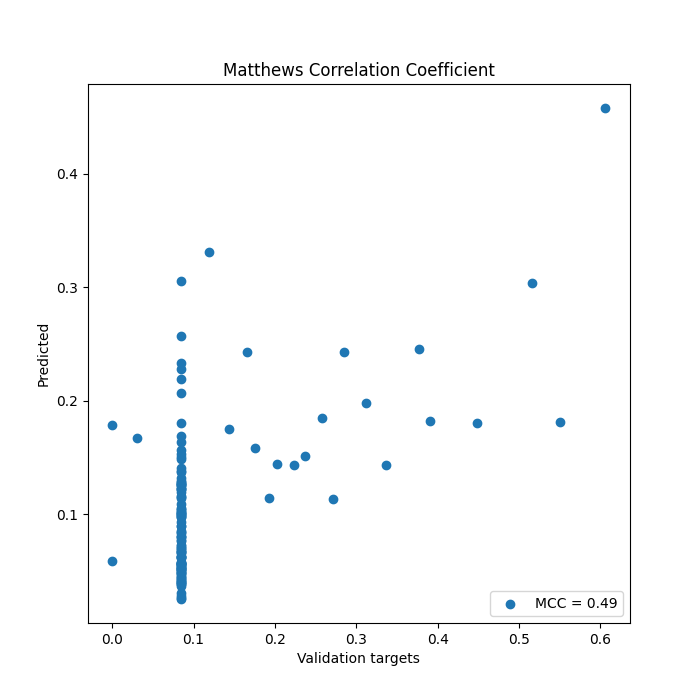 Matthews Correlation Coefficient
0.4
0.3
0.2
0.1
Predicted
MCC = 0.49
0.0 0.1 0.2 0.3 0.4 0.5 0.6
Validation targets